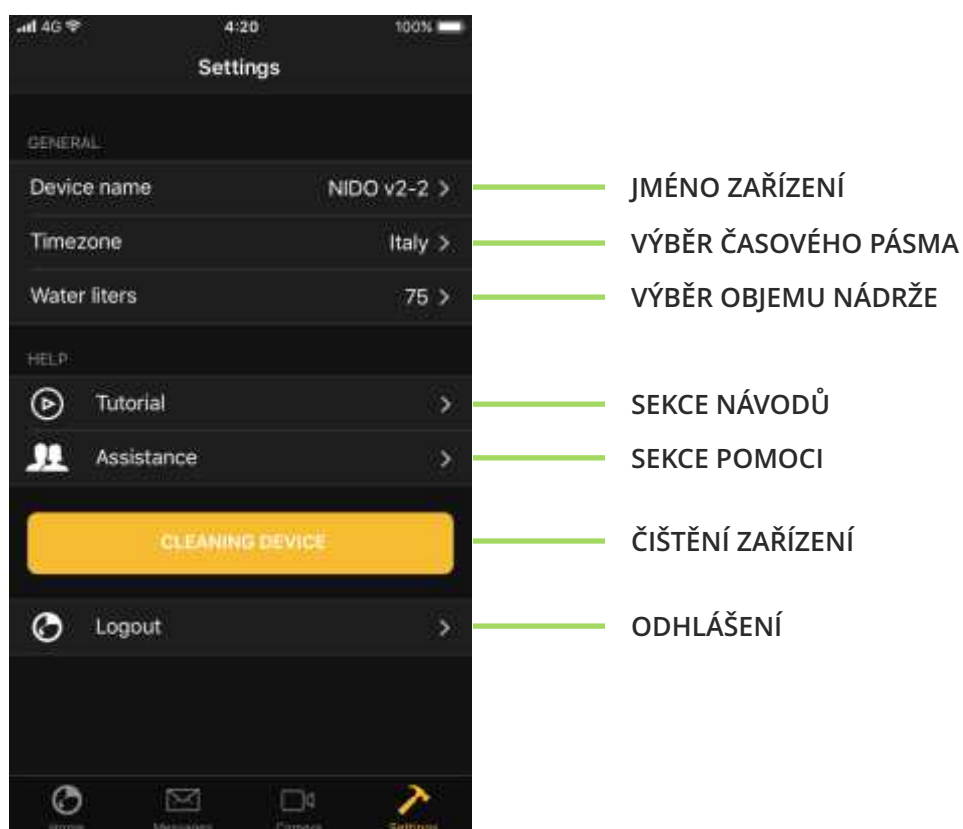 4G 4:20 100%
Settings
GENERAL
Device name NIDO v2-2 JMÉNO ZAŘÍZENÍ
Timezone Italy VÝBĚR ČASOVÉHO PÁSMA
Water liters 75 VÝBĚR OBJEMU NÁDRŽE
HELP
Tutorial SEKCE NÁVODŮ
Assistance SEKCE POMOCI
CLEANING DEVICE ČIŠTĚNÍ ZAŘÍZENÍ
Logout ODHLÁŠENÍ
Home Messages Camera Settings